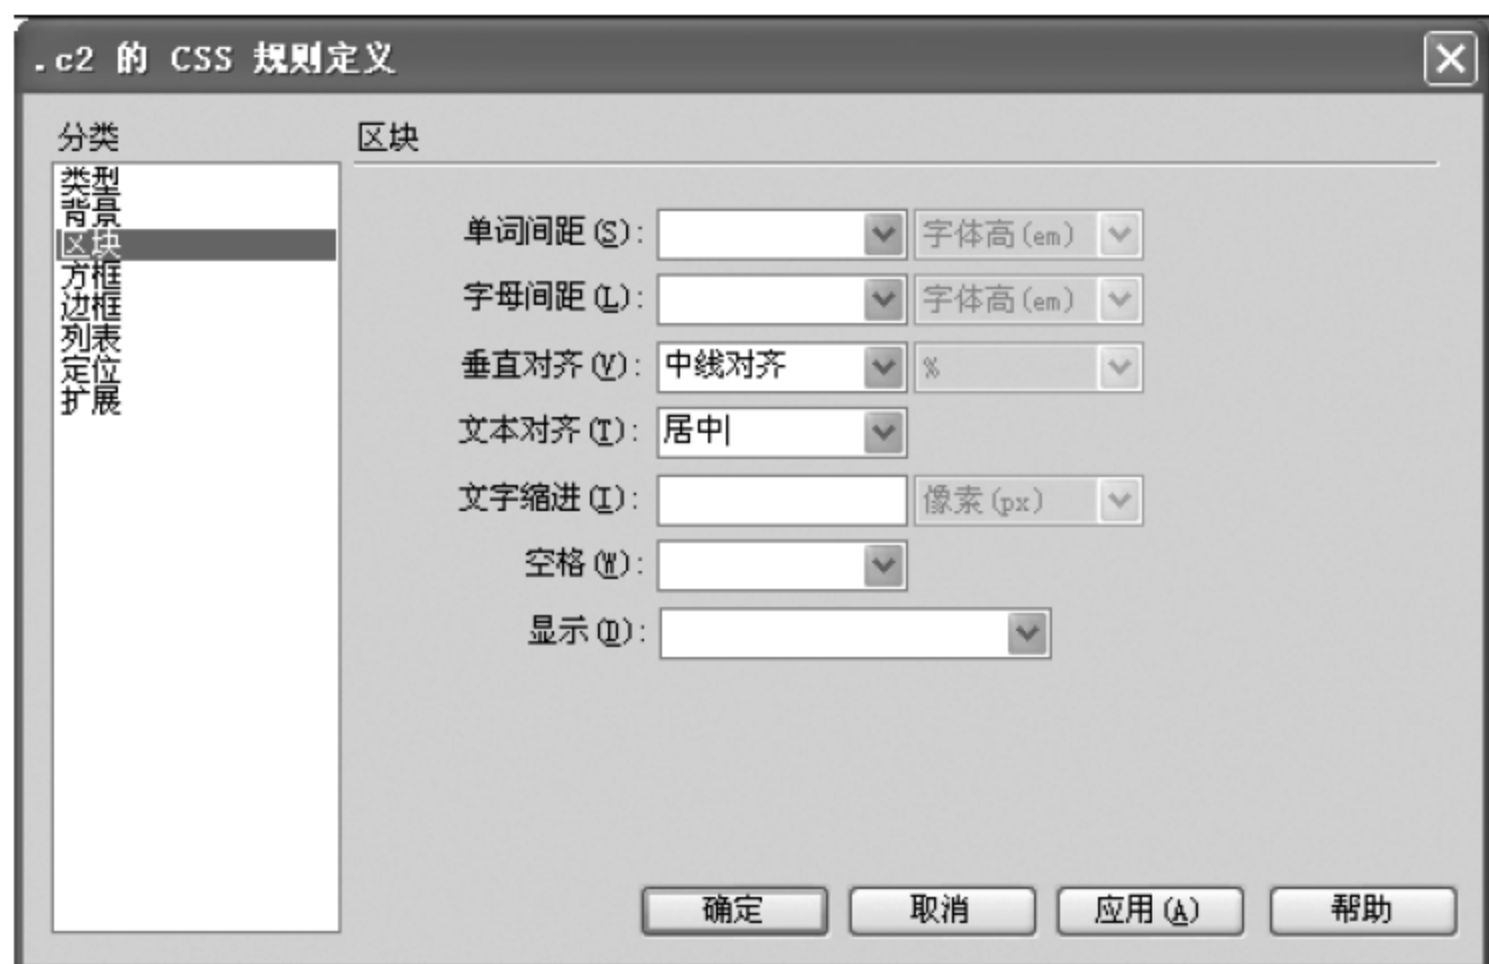 .c2 的 CSS 规则定义
分类
类型
背景
区块
方框
边框
列表
定位
扩展
区块
单词间距(S): 字体高(em)
字母间距(L): 字体高(em)
垂直对齐(V): 中线对齐 %
文本对齐(T): 居中
文字缩进(I): 像素(px)
空格(W):
显示(D):
确定 取消 应用(A) 帮助